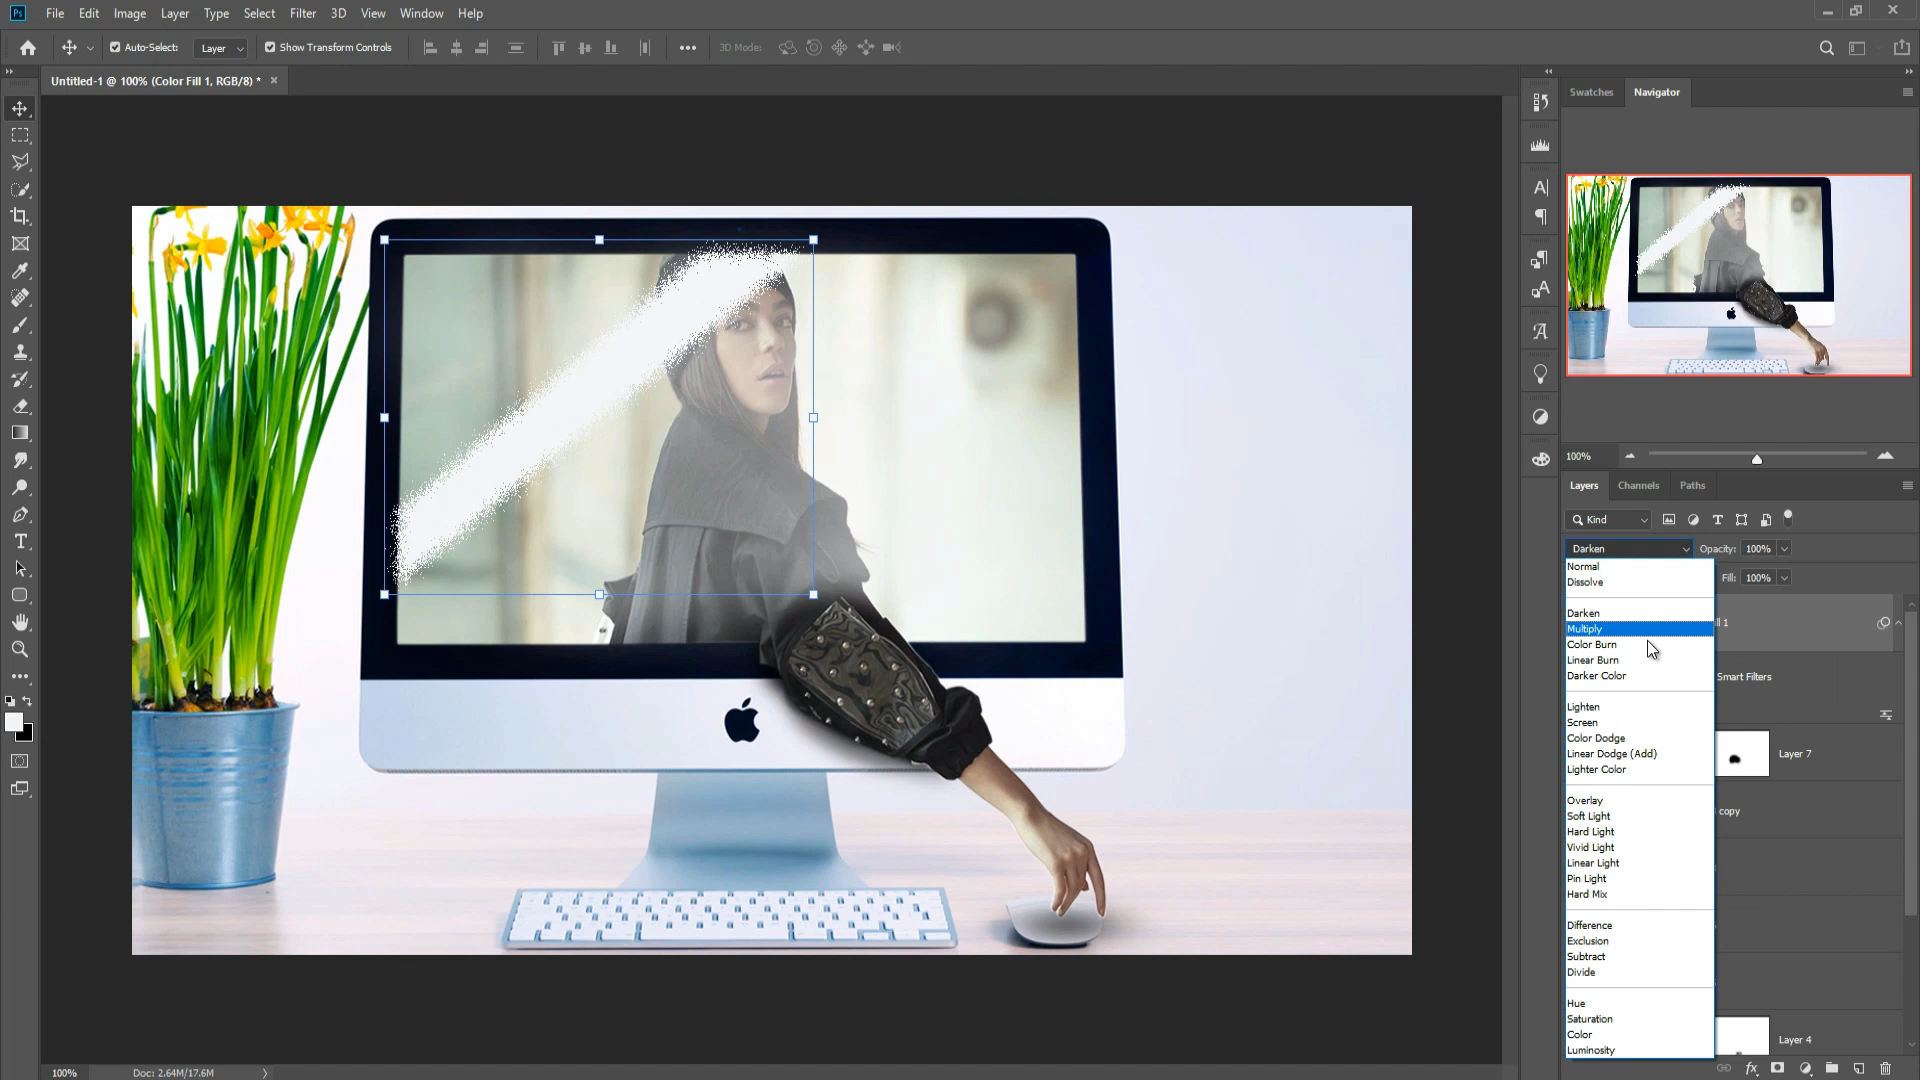 Ps File Edit Image Layer Type Select Filter 3D View Window Help
Auto-Select: Layer Show Transform Controls 3D Mode:
Untitled-1 @ 100% (Color Fill 1, RGB/8) *
Swatches Navigator
100%
Layers Channels Paths
Kind
Darken Opacity: 100%
Fill: 100%
Normal
Dissolve
Darken
Multiply
Color Burn
Linear Burn
Darker Color
Lighten
Screen
Color Dodge
Linear Dodge (Add)
Lighter Color
Overlay
Soft Light
Hard Light
Vivid Light
Linear Light
Pin Light
Hard Mix
Difference
Exclusion
Subtract
Divide
Hue
Saturation
Color
Luminosity
ill 1
Smart Filters
Layer 7
copy
Layer 4
100% Doc: 2.64M/17.6M